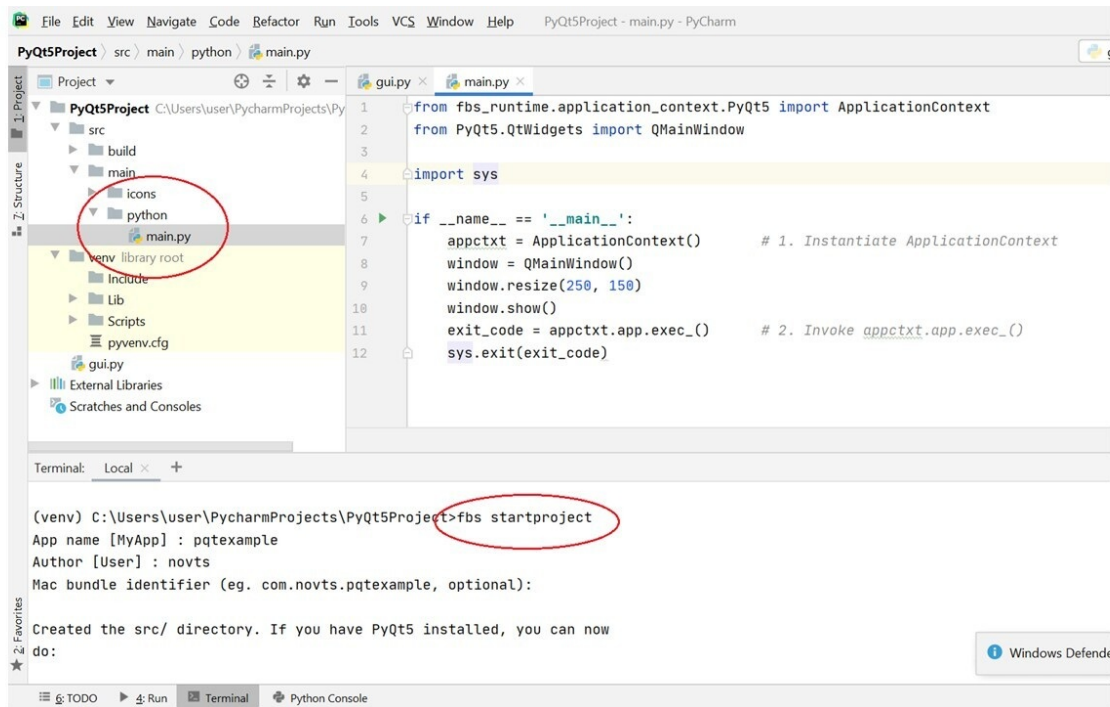 File Edit View Navigate Code Refactor Run Tools VCS Window Help PyQt5Project - main.py - PyCharm
PyQt5Project src main python main.py
1: Project
7: Structure
2: Favorites
Project
PyQt5Project C:\Users\user\PycharmProjects\Py
src
build
main
icons
python
main.py
venv library root
Include
Lib
Scripts
pyvenv.cfg
gui.py
External Libraries
Scratches and Consoles
gui.py main.py
1 from fbs_runtime.application_context.PyQt5 import ApplicationContext
2 from PyQt5.QtWidgets import QMainWindow
3
4 import sys
5
6 if __name__ == '__main__':
7 appctxt = ApplicationContext() # 1. Instantiate ApplicationContext
8 window = QMainWindow()
9 window.resize(250, 150)
10 window.show()
11 exit_code = appctxt.app.exec_() # 2. Invoke appctxt.app.exec_()
12 sys.exit(exit_code)
Terminal: Local +
(venv) C:\Users\user\PycharmProjects\PyQt5Project>fbs startproject
App name [MyApp] : pqtexample
Author [User] : novts
Mac bundle identifier (eg. com.novts.pqtexample, optional):
Created the src/ directory. If you have PyQt5 installed, you can now
do:
Windows Defende
6: TODO 4: Run Terminal Python Console